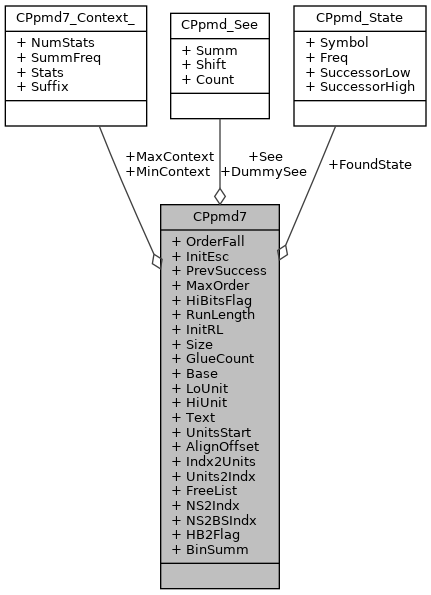 CPpmd7_Context_
+ NumStats
+ SummFreq
+ Stats
+ Suffix
CPpmd_See
+ Summ
+ Shift
+ Count
CPpmd_State
+ Symbol
+ Freq
+ SuccessorLow
+ SuccessorHigh
+MaxContext
+MinContext
+See
+DummySee
+FoundState
CPpmd7
+ OrderFall
+ InitEsc
+ PrevSuccess
+ MaxOrder
+ HiBitsFlag
+ RunLength
+ InitRL
+ Size
+ GlueCount
+ Base
+ LoUnit
+ HiUnit
+ Text
+ UnitsStart
+ AlignOffset
+ Indx2Units
+ Units2Indx
+ FreeList
+ NS2Indx
+ NS2BSIndx
+ HB2Flag
+ BinSumm